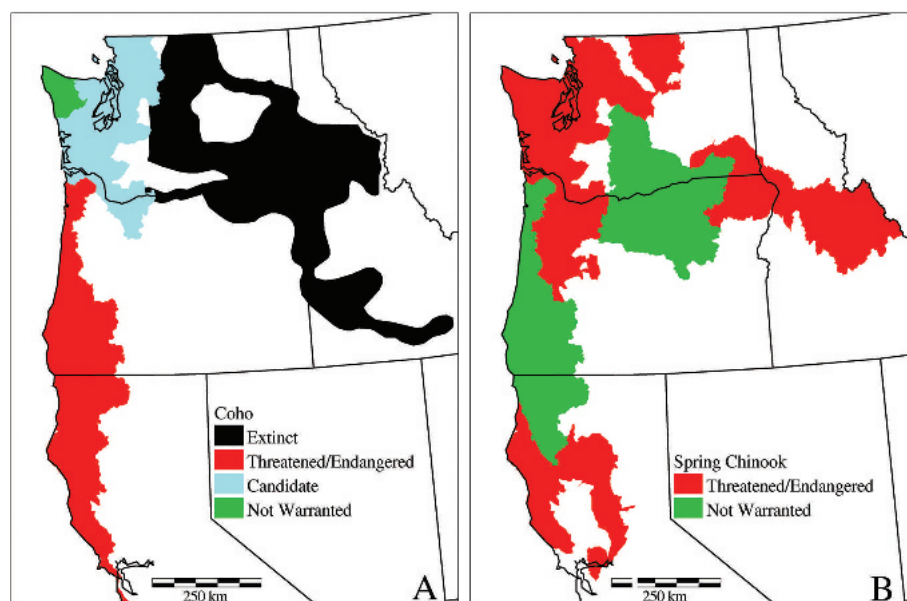 Coho
Extinct
Threatened/Endangered
Candidate
Not Warranted
250 km
A
Spring Chinook
Threatened/Endangered
Not Warranted
250 km
B